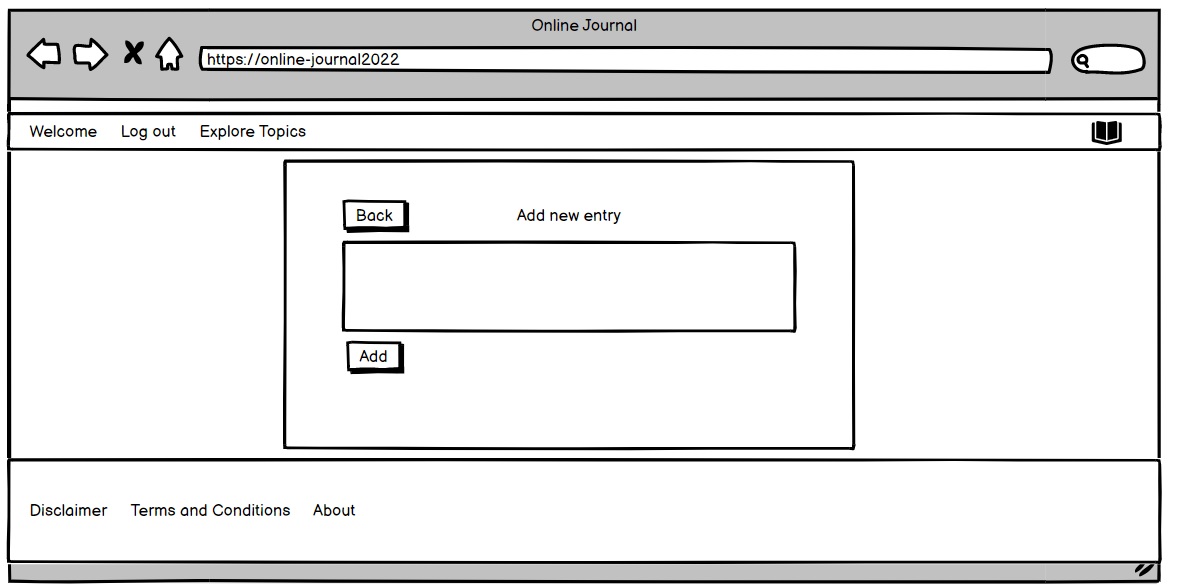 Online Journal
https://online-journal2022
Welcome Log out Explore Topics
Back Add new entry
Add
Disclaimer Terms and Conditions About